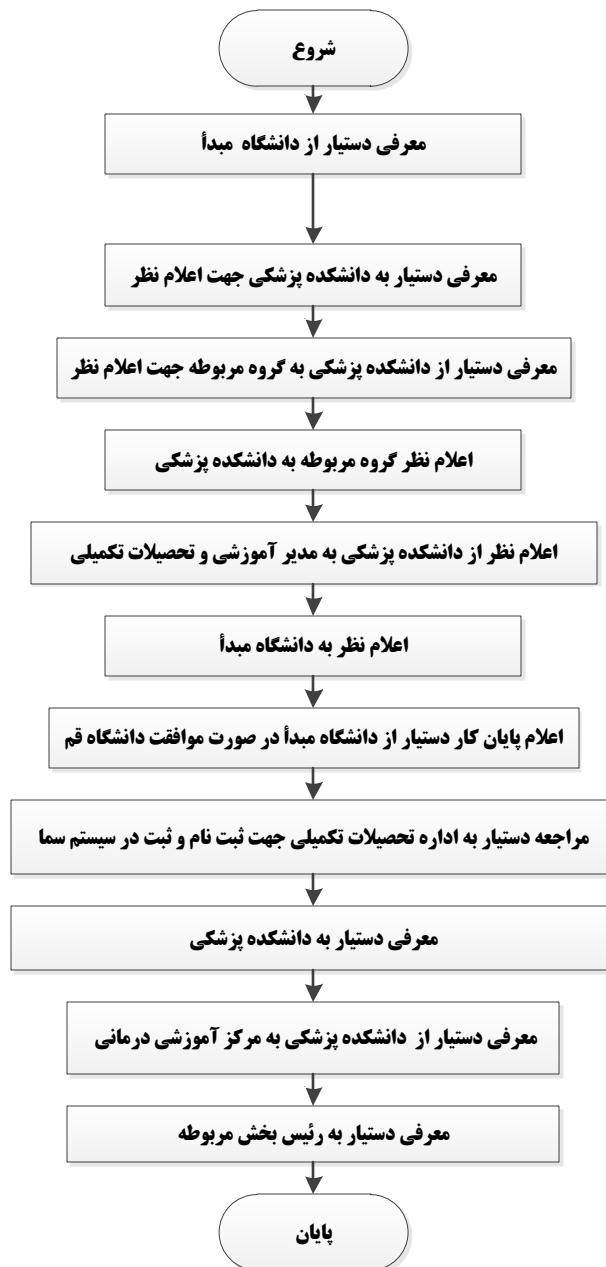 شروع
معرفی دستیار از دانشگاه مبدأ
معرفی دستیار به دانشکده پزشکی جهت اعلام نظر
معرفی دستیار از دانشکده پزشکی به گروه مربوطه جهت اعلام نظر
اعلام نظر گروه مربوطه به دانشکده پزشکی
اعلام نظر از دانشکده پزشکی به مدیر آموزشی و تحصیلات تکمیلی
اعلام نظر به دانشگاه مبدأ
اعلام پایان کار دستیار از دانشگاه مبدأ در صورت موافقت دانشگاه قم
مراجعه دستیار به اداره تحصیلات تکمیلی جهت ثبت نام و ثبت در سیستم سما
معرفی دستیار به دانشکده پزشکی
معرفی دستیار از دانشکده پزشکی به مرکز آموزشی درمانی
معرفی دستیار به رئیس بخش مربوطه
پایان